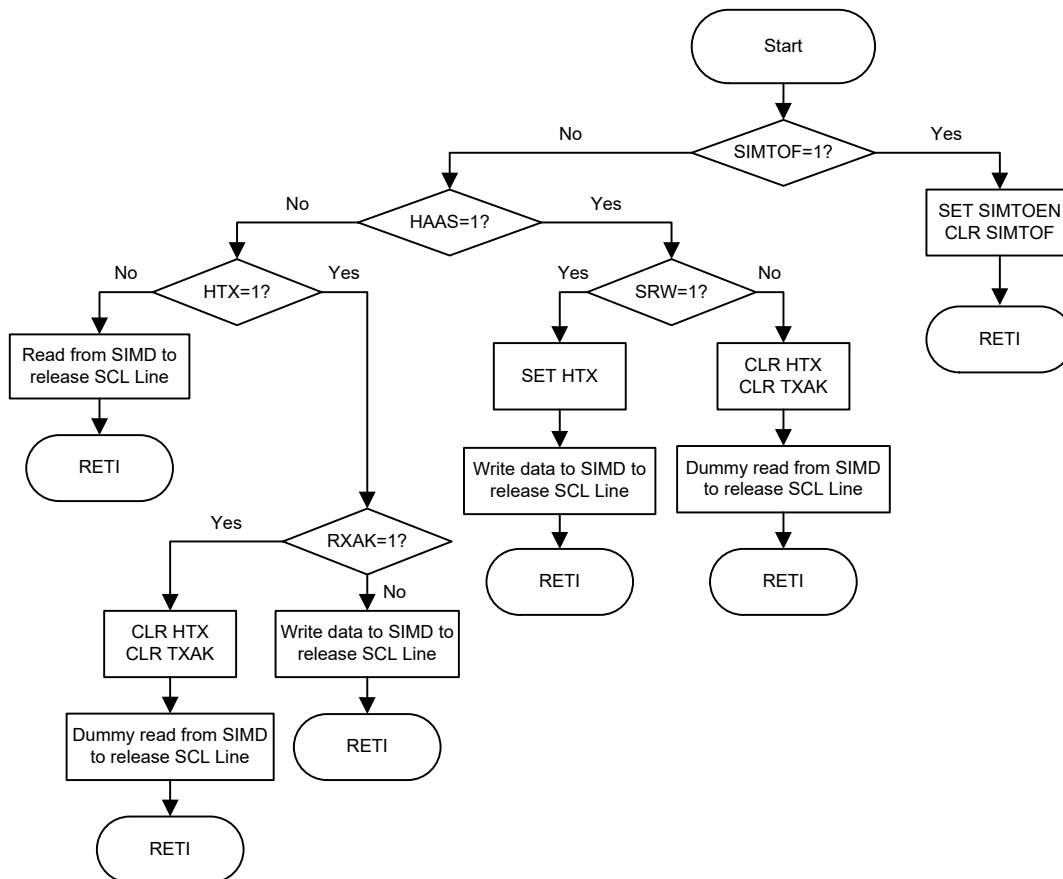 Start
SIMTOF=1?
No
Yes
HAAS=1?
No
Yes
SET SIMTOEN
CLR SIMTOF
RETI
HTX=1?
No
Yes
SRW=1?
Yes
No
Read from SIMD to
release SCL Line
RETI
SET HTX
CLR HTX
CLR TXAK
Write data to SIMD to
release SCL Line
Dummy read from SIMD
to release SCL Line
RETI
RETI
RXAK=1?
Yes
No
CLR HTX
CLR TXAK
Write data to SIMD to
release SCL Line
Dummy read from SIMD
to release SCL Line
RETI
RETI